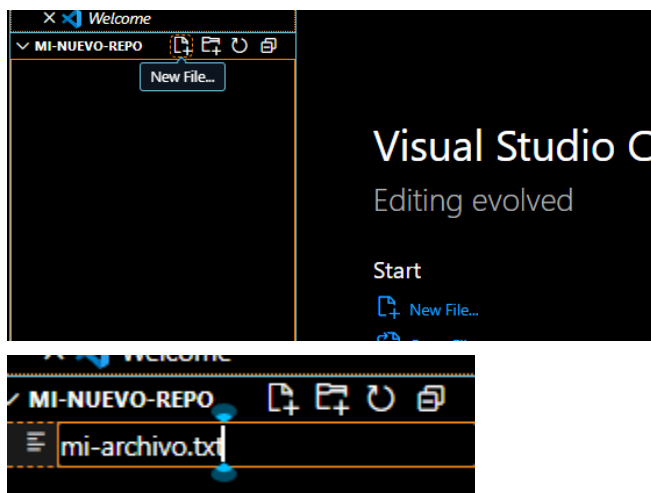 Welcome
MI-NUEVO-REPO
New File...
Visual Studio C
Editing evolved
Start
New File...
Welcome
MI-NUEVO-REPO
mi-archivo.txt